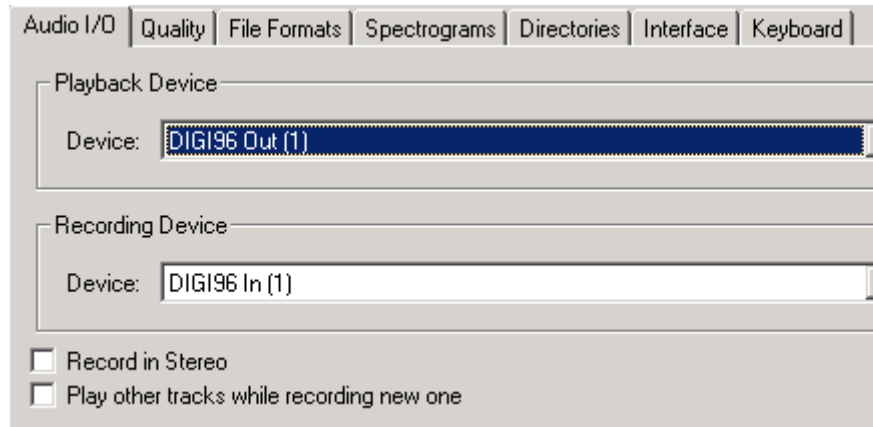 Audio I/O Quality File Formats Spectrograms Directories Interface Keyboard
Playback Device
Device: DIGI96 Out (1)
Recording Device
Device: DIGI96 In (1)
Record in Stereo
Play other tracks while recording new one